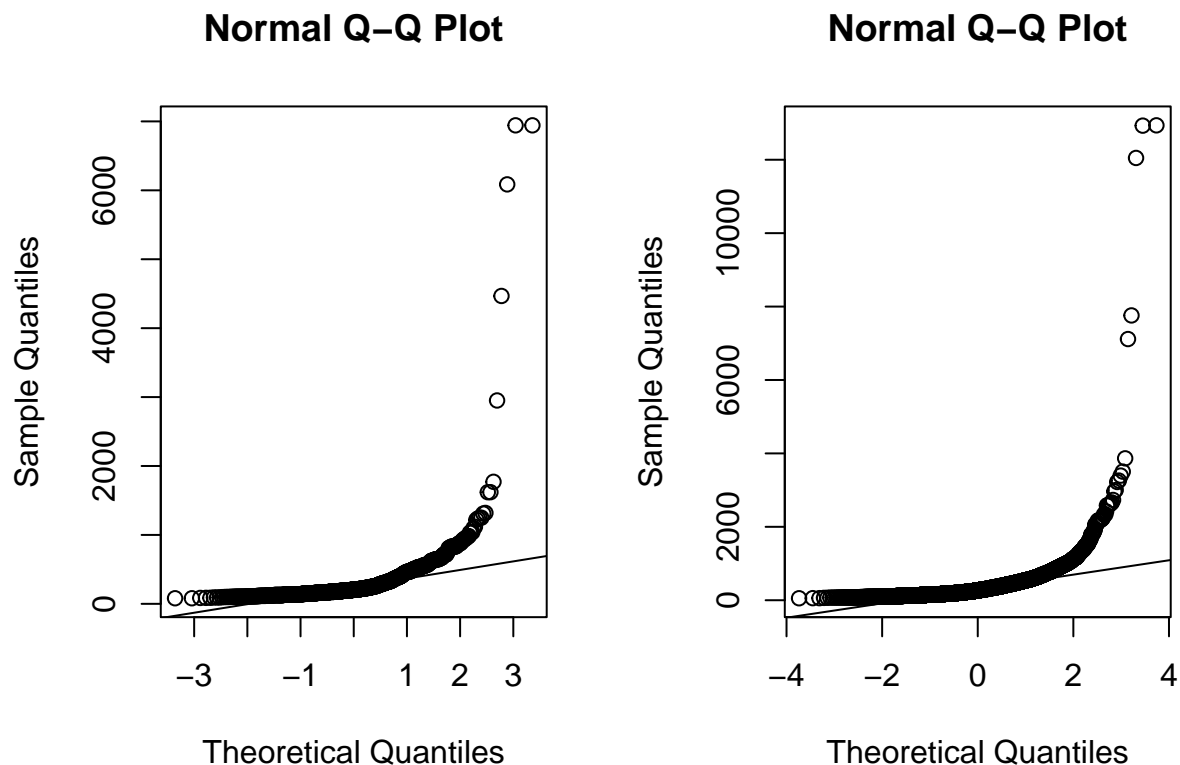 Normal Q−Q Plot
Sample Quantiles
6000
4000
2000
0
−3 −1 1 2 3
Theoretical Quantiles
Normal Q−Q Plot
Sample Quantiles
10000
6000
2000
0
−4 −2 0 2 4
Theoretical Quantiles